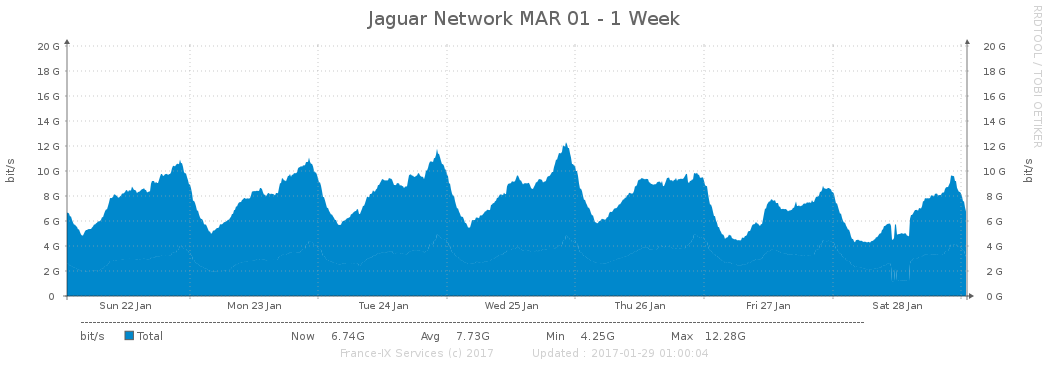 Jaguar Network MAR 01 - 1 Week
RRDTOOL / TOBI OETIKER
bit/s
bit/s
20 G 20 G
18 G 18 G
16 G 16 G
14 G 14 G
12 G 12 G
10 G 10 G
8 G 8 G
6 G 6 G
4 G 4 G
2 G 2 G
0 0 G
Sun 22 Jan Mon 23 Jan Tue 24 Jan Wed 25 Jan Thu 26 Jan Fri 27 Jan Sat 28 Jan
bit/s Total Now 6.74G Avg 7.73G Min 4.25G Max 12.28G
France-IX Services (c) 2017 Updated : 2017-01-29 01:00:04